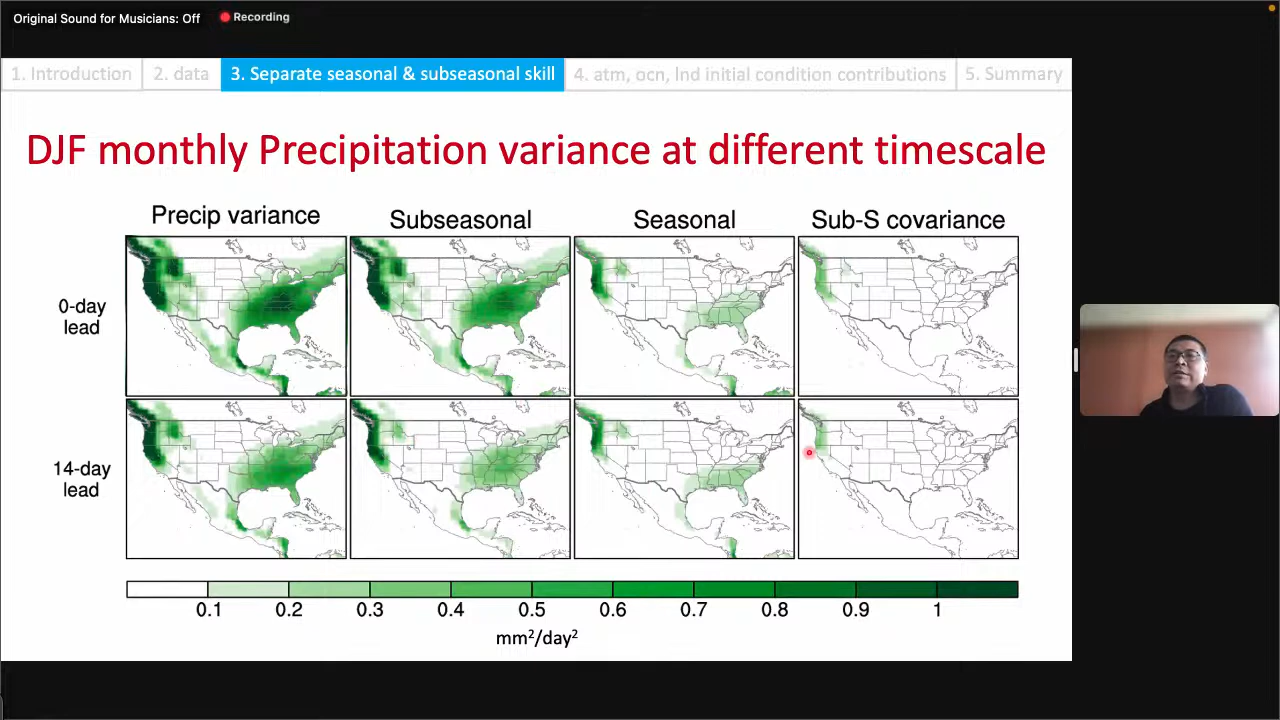 Original Sound for Musicians: Off
Recording
1. Introduction
2. data
3. Separate seasonal & subseasonal skill
4. atm, ocn, lnd initial condition contributions
5. Summary
DJF monthly Precipitation variance at different timescale
Precip variance
Subseasonal
Seasonal
Sub-S covariance
0-day
lead
14-day
lead
0.1 0.2 0.3 0.4 0.5 0.6 0.7 0.8 0.9 1
mm²/day²